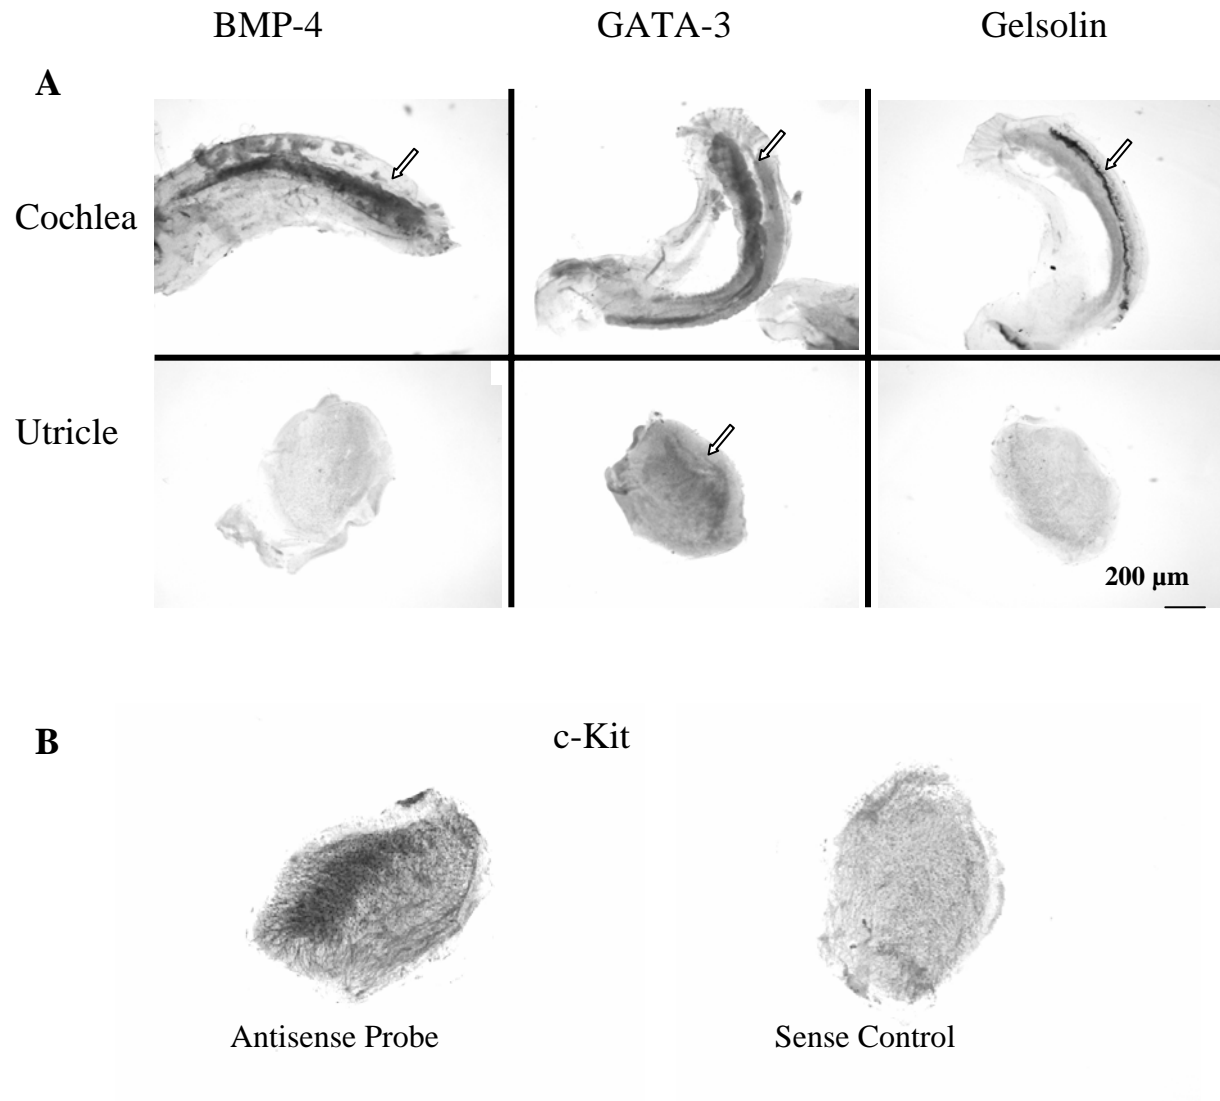 BMP-4 GATA-3 Gelsolin
A
Cochlea
Utricle
200 µm
B
c-Kit
Antisense Probe Sense Control